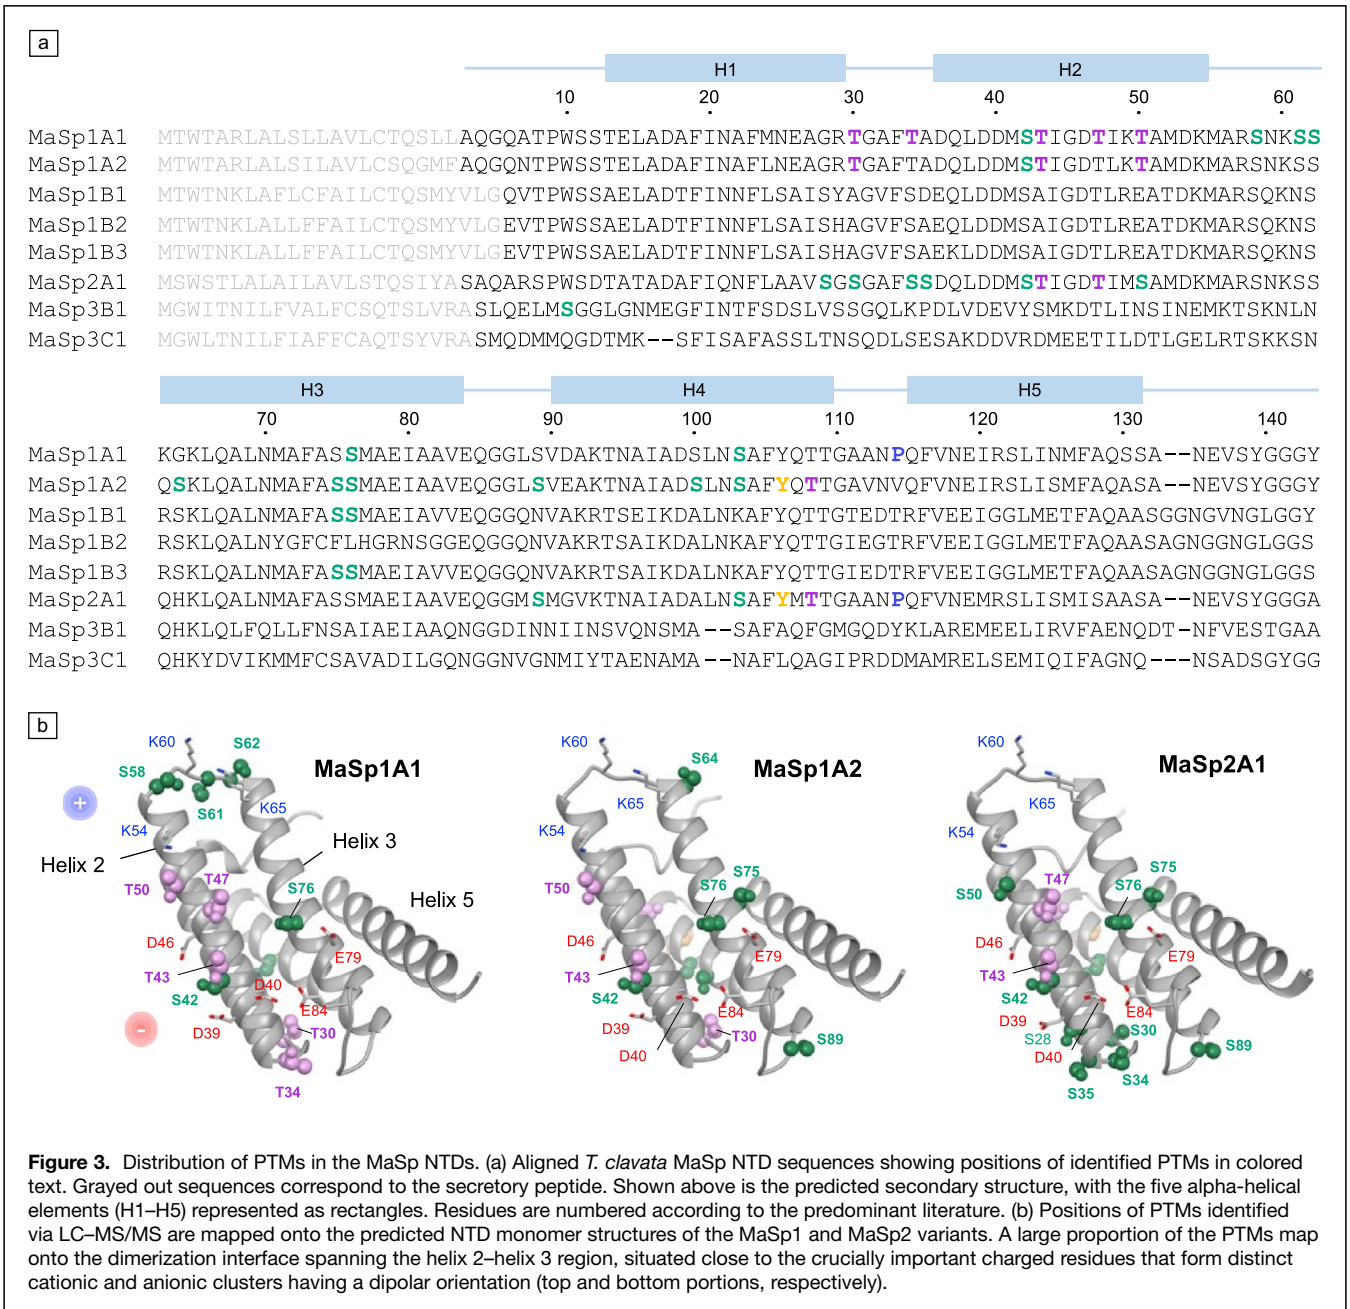 a
H1 H2
10 20 30 40 50 60
MaSp1A1 MTWTARLALSLLAVLCTQSLLAQGQATPWSSTELADAFINAFMNEAGRTGAFTADQLDDMSTIGDTIKTAMDKMARSNKSS
MaSp1A2 MTWTARLALSILAVLCSQGMFAQGQNTPWSSTELADAFINAFLNEAGRTGAFTADQLDDMSTIGDTLKTAMDKMARSNKSS
MaSp1B1 MTWTNKLAFLCFAILCTQSMYVLGQVTPWSSAELADTFINNFLSAISYAGVFSDEQLDDMSAIGDTLREATDKMARSQKNS
MaSp1B2 MTWTNKLALLFFAILCTQSMYVLGEVTPWSSAELADTFINNFLSAISHAGVFSAEQLDDMSAIGDTLREATDKMARSQKNS
MaSp1B3 MTWTNKLALLFFAILCTQSMYVLGEVTPWSSAELADTFINNFLSAISHAGVFSAEKLDDMSAIGDTLREATDKMARSQKNS
MaSp2A1 MSWSTLALAILAVLSTQSIYASAQARSPWSDTATADAFIQNFLAAVSGSGAFSSDQLDDMSTIGDTIMSAMDKMARSNKSS
MaSp3B1 MGWITNILFVALFCSQTSLVRASLQELMSGGLGNMEGFINTFSDSLVSSGQLKPDLVDEVYSMKDTLINSINEMKTSKNLN
MaSp3C1 MGWLTNILFIAFFCAQTSYVRASMQDMMQGDTMK--SFISAFASSLTNSQDLSESAKDDVRDMEETILDTLGELRTSKKSN
H3 H4 H5
70 80 90 100 110 120 130 140
MaSp1A1 KGKLQALNMAFASSMAEIAAVEQGGLSVDAKTNAIADSLNSAFYQTTGAANPQFVNEIRSLINMFAQSSA--NEVSYGGGY
MaSp1A2 QSKLQALNMAFASSMAEIAAVEQGGLSVEAKTNAIADSLNSAFYQTTGAVNVQFVNEIRSLISMFAQASA--NEVSYGGGY
MaSp1B1 RSKLQALNMAFASSMAEIAVVEQGGQNVAKRTSEIKDALNKAFYQTTGTEDTRFVEEIGGLMETFAQAASGGNGVNGLGGY
MaSp1B2 RSKLQALNYGFCFLHGRNSGGEQGGQNVAKRTSAIKDALNKAFYQTTGIEGTRFVEEIGGLMETFAQAASAGNGGNGLGGS
MaSp1B3 RSKLQALNMAFASSMAEIAVVEQGGQNVAKRTSAIKDALNKAFYQTTGIEDTRFVEEIGGLMETFAQAASAGNGGNGLGGS
MaSp2A1 QHKLQALNMAFASSMAEIAAVEQGGMSMGVKTNAIADALNSAFYMTTGAANPQFVNEMRSLISMISAASA--NEVSYGGGA
MaSp3B1 QHKLQLFQLLFNSAIAEIAAQNGGDINNIINSVQNSMA--SAFAQFGMGQDYKLAREMEELIRVFAENQDT-NFVESTGAA
MaSp3C1 QHKYDVIKMMFCSAVADILGQNGGNVGNMIYTAENAMA--NAFLQAGIPRDDMAMRELSEMIQIFAGNQ---NSADSGYGG
b
MaSp1A1
K60
S62
S58
S61
K65
K54
Helix 2
Helix 3
T50
T47
S76
Helix 5
D46
E79
T43
S42
D40
E84
D39
T30
T34
+
-
MaSp1A2
K60
S64
K65
K54
T50
S76
S75
D46
E79
T43
S42
E84
D39
D40
T30
S89
MaSp2A1
K60
K65
K54
S50
T47
S76
S75
D46
E79
T43
S42
E84
D39
S28
D40
S30
S34
S35
S89
Figure 3. Distribution of PTMs in the MaSp NTDs. (a) Aligned T. clavata MaSp NTD sequences showing positions of identified PTMs in colored
text. Grayed out sequences correspond to the secretory peptide. Shown above is the predicted secondary structure, with the five alpha-helical
elements (H1–H5) represented as rectangles. Residues are numbered according to the predominant literature. (b) Positions of PTMs identified
via LC–MS/MS are mapped onto the predicted NTD monomer structures of the MaSp1 and MaSp2 variants. A large proportion of the PTMs map
onto the dimerization interface spanning the helix 2–helix 3 region, situated close to the crucially important charged residues that form distinct
cationic and anionic clusters having a dipolar orientation (top and bottom portions, respectively).